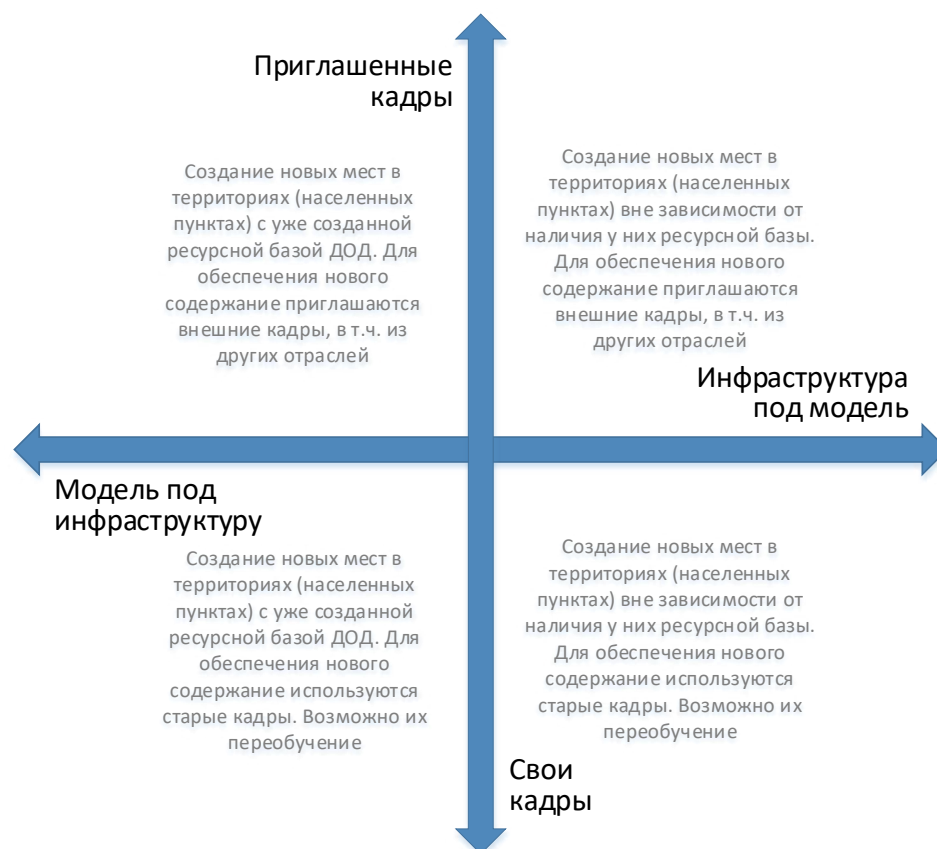 Приглашенные
кадры
Создание новых мест в
территориях (населенных
пунктах) с уже созданной
ресурсной базой ДОД. Для
обеспечения нового
содержание приглашаются
внешние кадры, в т.ч. из
других отраслей
Создание новых мест в
территориях (населенных
пунктах) вне зависимости от
наличия у них ресурсной базы.
Для обеспечения нового
содержание приглашаются
внешние кадры, в т.ч. из
других отраслей
Инфраструктура
под модель
Модель под
инфраструктуру
Создание новых мест в
территориях (населенных
пунктах) с уже созданной
ресурсной базой ДОД. Для
обеспечения нового
содержание используются
старые кадры. Возможно их
переобучение
Создание новых мест в
территориях (населенных
пунктах) вне зависимости от
наличия у них ресурсной базы.
Для обеспечения нового
содержание используются
старые кадры. Возможно их
переобучение
Свои
кадры